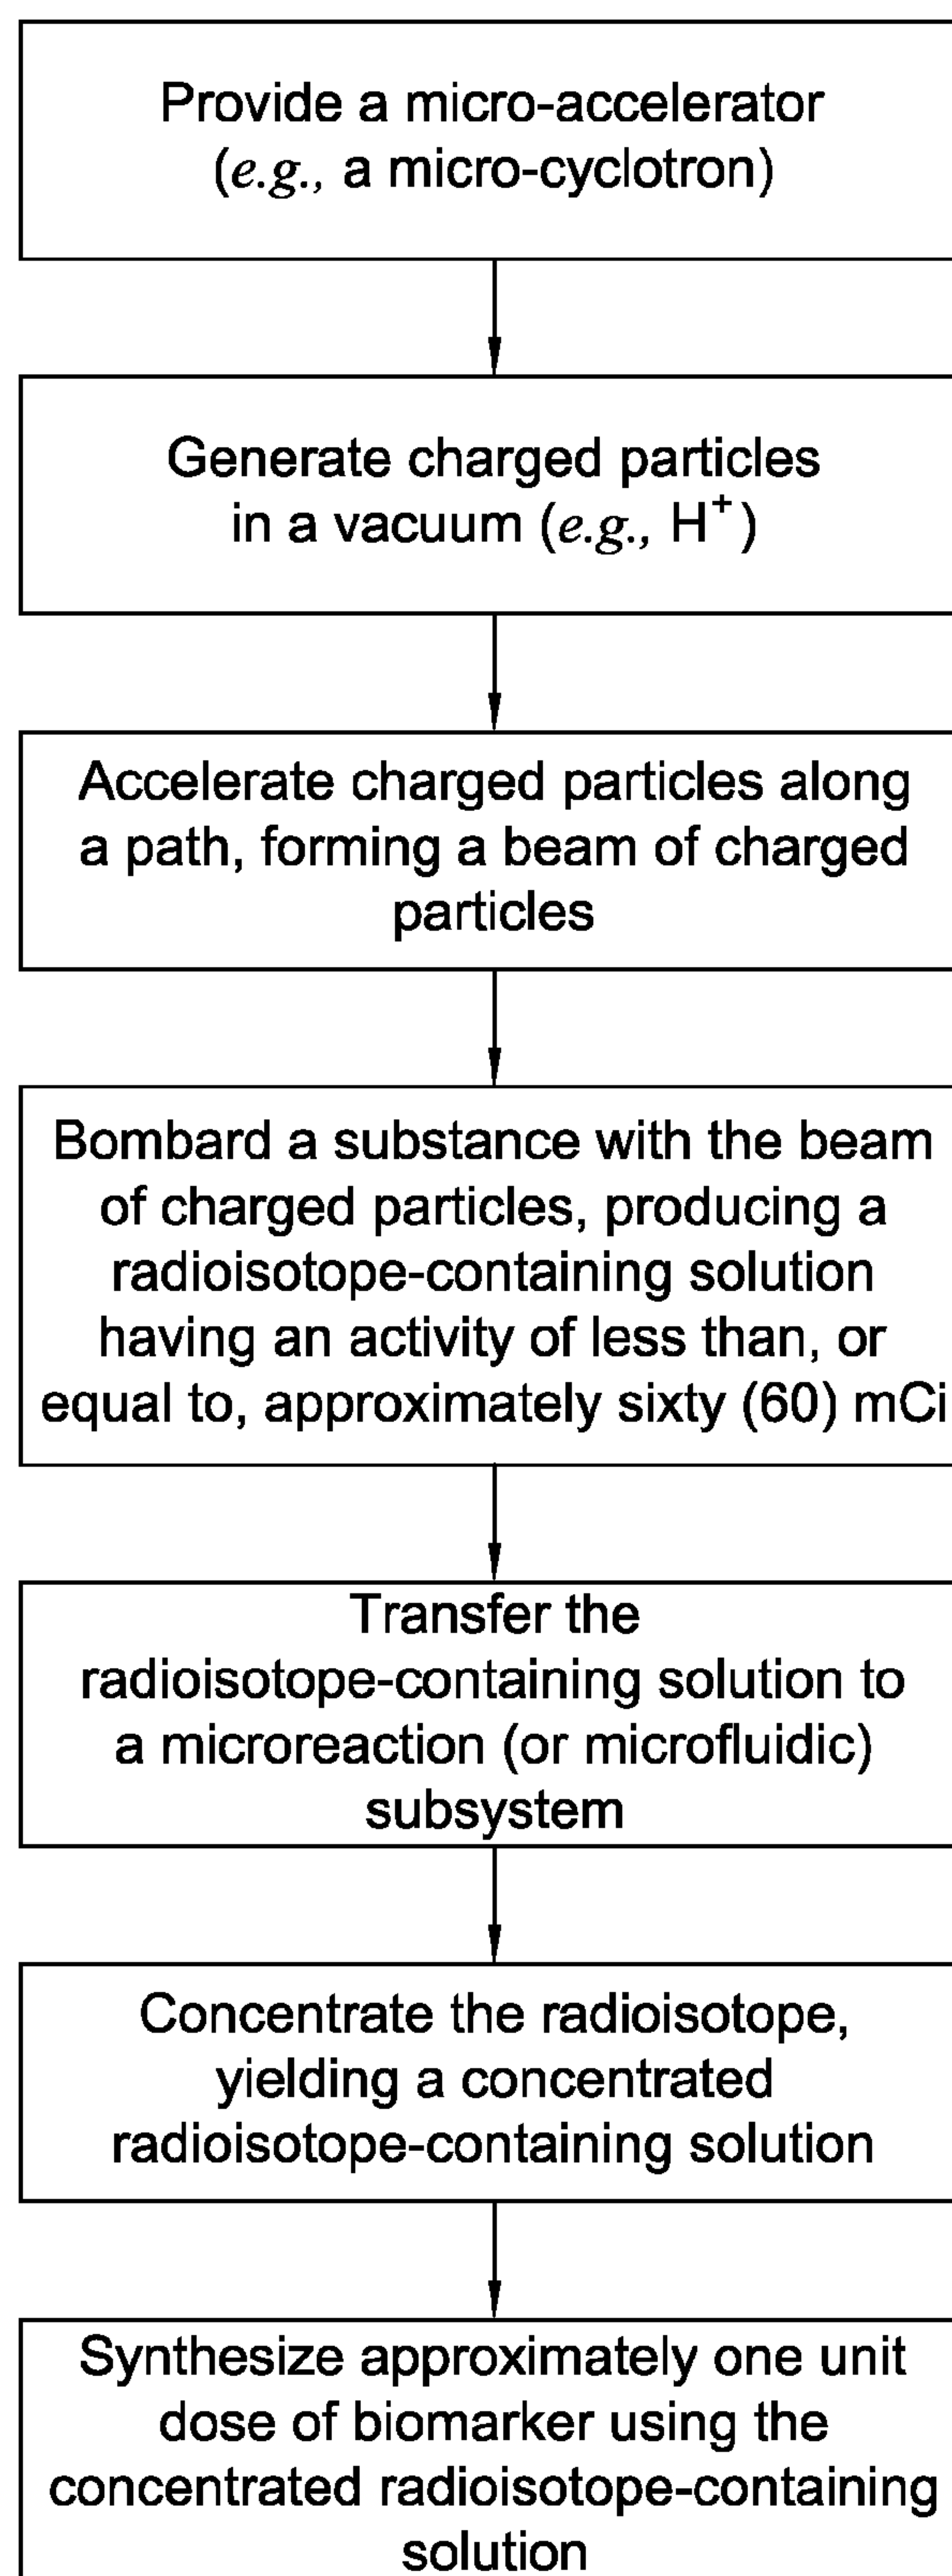 Provide a micro-accelerator
(e.g., a micro-cyclotron)
Generate charged particles
in a vacuum (e.g., H⁺)
Accelerate charged particles along
a path, forming a beam of charged
particles
Bombard a substance with the beam
of charged particles, producing a
radioisotope-containing solution
having an activity of less than, or
equal to, approximately sixty (60) mCi
Transfer the
radioisotope-containing solution to
a microreaction (or microfluidic)
subsystem
Concentrate the radioisotope,
yielding a concentrated
radioisotope-containing solution
Synthesize approximately one unit
dose of biomarker using the
concentrated radioisotope-containing
solution